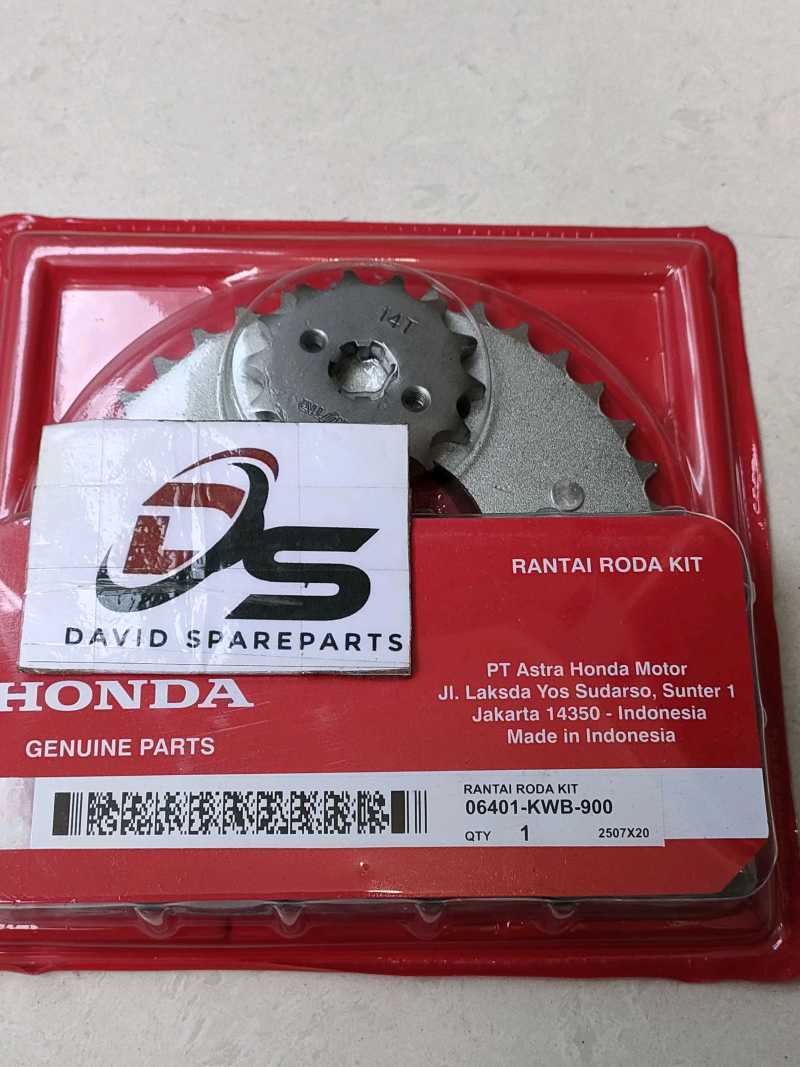 14T
DS
DAVID SPAREPARTS
RANTAI RODA KIT
HONDA
GENUINE PARTS
PT Astra Honda Motor
Jl. Laksda Yos Sudarso, Sunter 1
Jakarta 14350 - Indonesia
Made in Indonesia
RANTAI RODA KIT
06401-KWB-900
QTY 1 2507X20